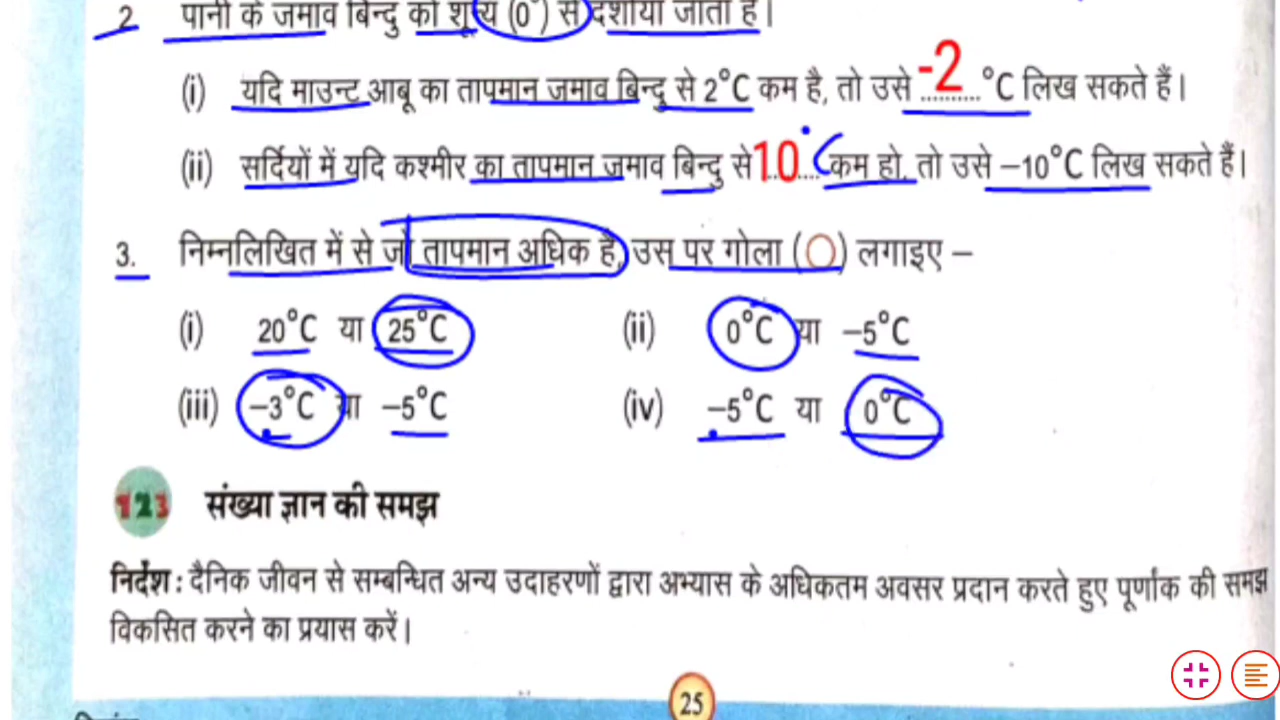 2 पानी के जमाव बिन्दु को शून्य (0°) से दर्शाया जाता है।
(i) यदि माउन्ट आबू का तापमान जमाव बिन्दु से 2°C कम है, तो उसे -2 °C लिख सकते हैं।
(ii) सर्दियों में यदि कश्मीर का तापमान जमाव बिन्दु से 10°C कम हो, तो उसे –10°C लिख सकते हैं।
3. निम्नलिखित में से जो तापमान अधिक है, उस पर गोला (○) लगाइए –
(i) 20°C या 25°C (ii) 0°C या –5°C
(iii) –3°C या –5°C (iv) –5°C या 0°C
123 संख्या ज्ञान की समझ
निर्देश : दैनिक जीवन से सम्बन्धित अन्य उदाहरणों द्वारा अभ्यास के अधिकतम अवसर प्रदान करते हुए पूर्णांक की समझ
विकसित करने का प्रयास करें।
25